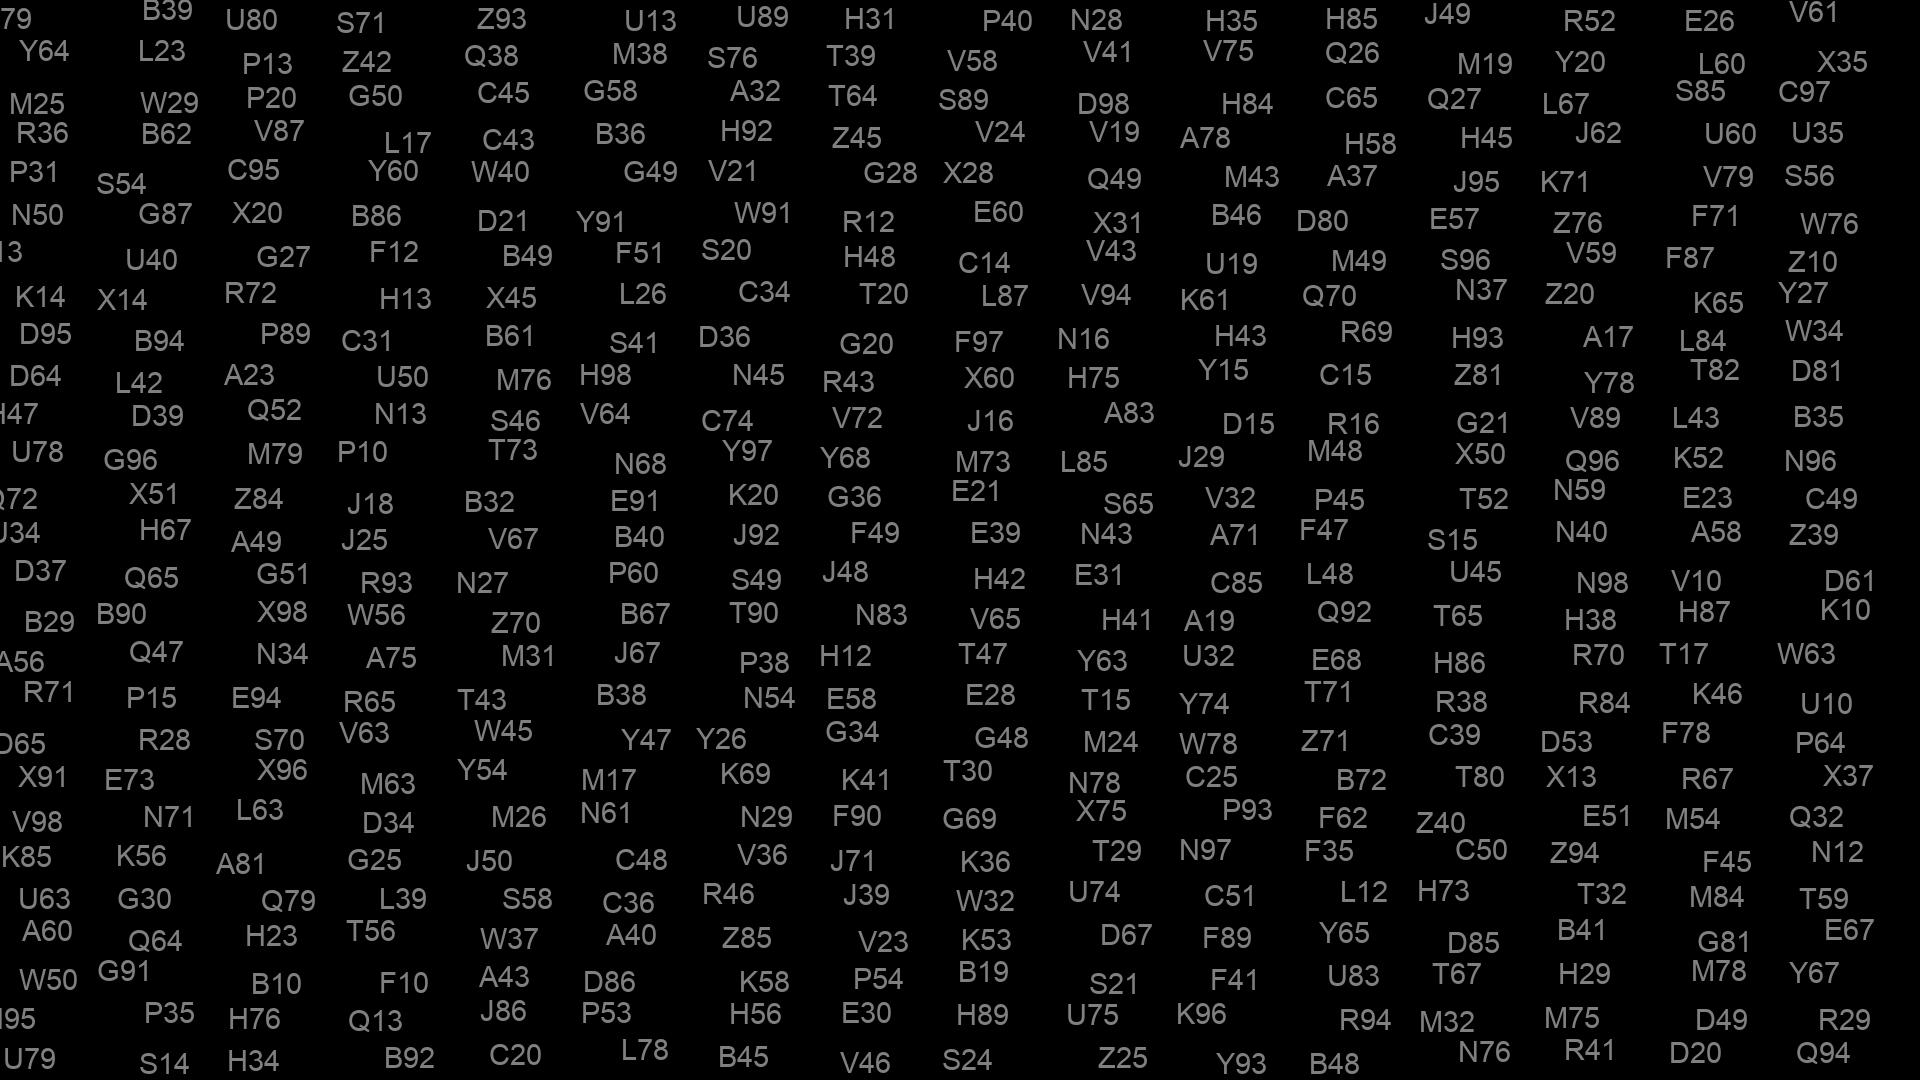 79 B39 U80 S71 Z93 U13 U89 H31 P40 N28 H35 H85 J49 R52 E26 V61
Y64 L23 P13 Z42 Q38 M38 S76 T39 V58 V41 V75 Q26 M19 Y20 L60 X35
M25 W29 P20 G50 C45 G58 A32 T64 S89 D98 H84 C65 Q27 L67 S85 C97
R36 B62 V87 L17 C43 B36 H92 Z45 V24 V19 A78 H58 H45 J62 U60 U35
P31 S54 C95 Y60 W40 G49 V21 G28 X28 Q49 M43 A37 J95 K71 V79 S56
N50 G87 X20 B86 D21 Y91 W91 R12 E60 X31 B46 D80 E57 Z76 F71 W76
13 U40 G27 F12 B49 F51 S20 H48 C14 V43 U19 M49 S96 V59 F87 Z10
K14 X14 R72 H13 X45 L26 C34 T20 L87 V94 K61 Q70 N37 Z20 K65 Y27
D95 B94 P89 C31 B61 S41 D36 G20 F97 N16 H43 R69 H93 A17 L84 W34
D64 L42 A23 U50 M76 H98 N45 R43 X60 H75 Y15 C15 Z81 Y78 T82 D81
H47 D39 Q52 N13 S46 V64 C74 V72 J16 A83 D15 R16 G21 V89 L43 B35
U78 G96 M79 P10 T73 N68 Y97 Y68 M73 L85 J29 M48 X50 Q96 K52 N96
Q72 X51 Z84 J18 B32 E91 K20 G36 E21 S65 V32 P45 T52 N59 E23 C49
U34 H67 A49 J25 V67 B40 J92 F49 E39 N43 A71 F47 S15 N40 A58 Z39
D37 Q65 G51 R93 N27 P60 S49 J48 H42 E31 C85 L48 U45 N98 V10 D61
B29 B90 X98 W56 Z70 B67 T90 N83 V65 H41 A19 Q92 T65 H38 H87 K10
A56 Q47 N34 A75 M31 J67 P38 H12 T47 Y63 U32 E68 H86 R70 T17 W63
R71 P15 E94 R65 T43 B38 N54 E58 E28 T15 Y74 T71 R38 R84 K46 U10
D65 R28 S70 V63 W45 Y47 Y26 G34 G48 M24 W78 Z71 C39 D53 F78 P64
X91 E73 X96 M63 Y54 M17 K69 K41 T30 N78 C25 B72 T80 X13 R67 X37
V98 N71 L63 D34 M26 N61 N29 F90 G69 X75 P93 F62 Z40 E51 M54 Q32
K85 K56 A81 G25 J50 C48 V36 J71 K36 T29 N97 F35 C50 Z94 F45 N12
U63 G30 Q79 L39 S58 C36 R46 J39 W32 U74 C51 L12 H73 T32 M84 T59
A60 Q64 H23 T56 W37 A40 Z85 V23 K53 D67 F89 Y65 D85 B41 G81 E67
W50 G91 B10 F10 A43 D86 K58 P54 B19 S21 F41 U83 T67 H29 M78 Y67
95 P35 H76 Q13 J86 P53 H56 E30 H89 U75 K96 R94 M32 M75 D49 R29
U79 S14 H34 B92 C20 L78 B45 V46 S24 Z25 Y93 B48 N76 R41 D20 Q94